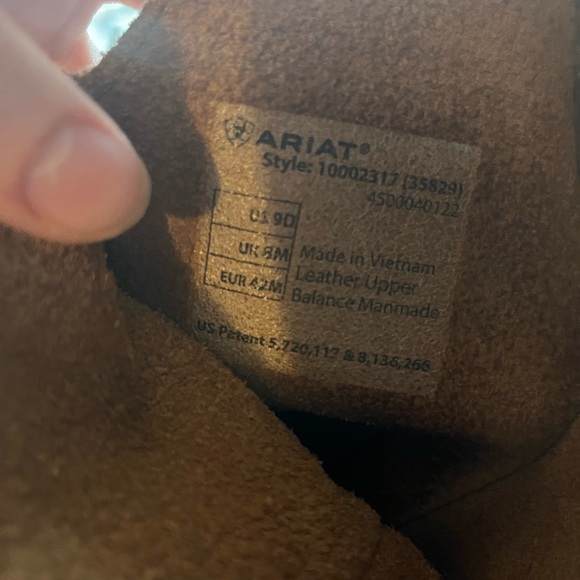 ARIAT®
Style: 10002317 (35829)
4500040122
US 9D
UK 8M
EUR 42M
Made in Vietnam
Leather Upper
Balance Manmade
US Patent 5,720,117 & 8,136,266